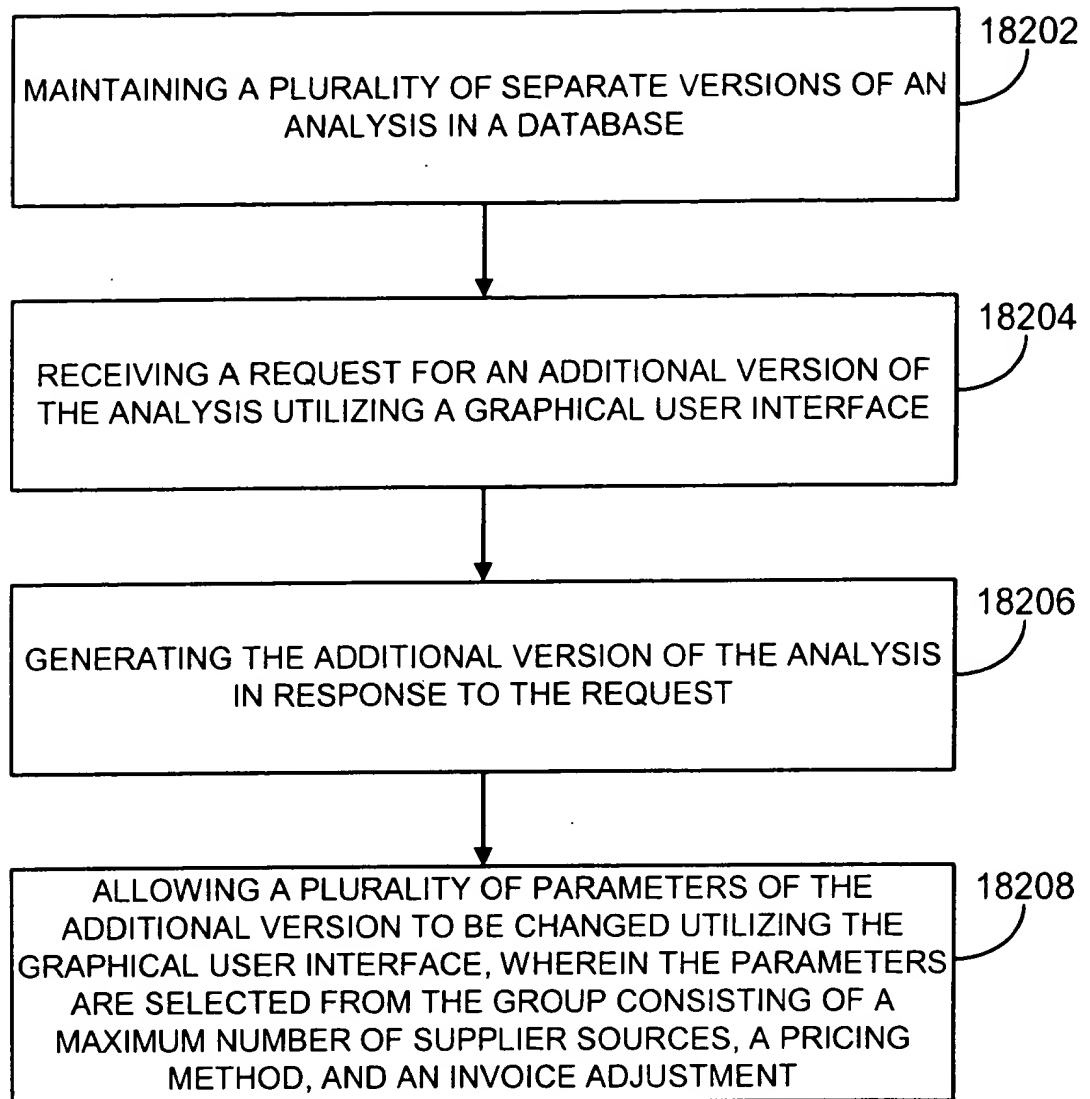 18202
MAINTAINING A PLURALITY OF SEPARATE VERSIONS OF AN
ANALYSIS IN A DATABASE
18204
RECEIVING A REQUEST FOR AN ADDITIONAL VERSION OF
THE ANALYSIS UTILIZING A GRAPHICAL USER INTERFACE
18206
GENERATING THE ADDITIONAL VERSION OF THE ANALYSIS
IN RESPONSE TO THE REQUEST
18208
ALLOWING A PLURALITY OF PARAMETERS OF THE
ADDITIONAL VERSION TO BE CHANGED UTILIZING THE
GRAPHICAL USER INTERFACE, WHEREIN THE PARAMETERS
ARE SELECTED FROM THE GROUP CONSISTING OF A
MAXIMUM NUMBER OF SUPPLIER SOURCES, A PRICING
METHOD, AND AN INVOICE ADJUSTMENT